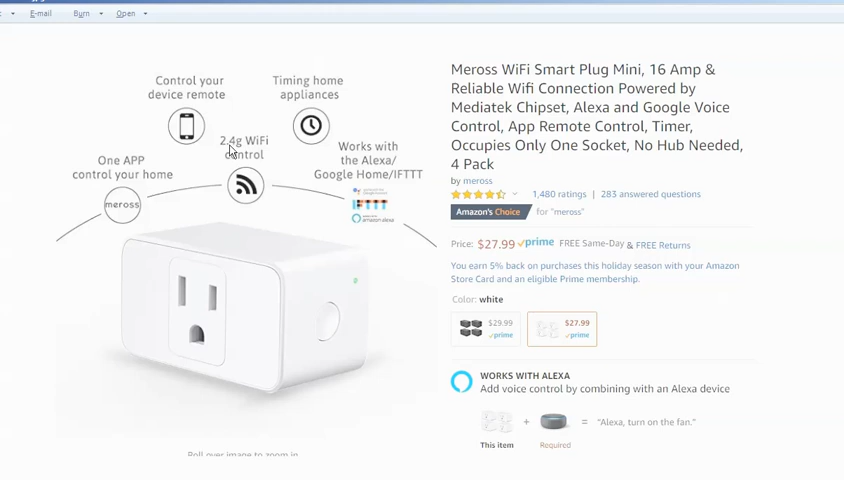 E-mail
Burn
Open
Control your
device remote
Timing home
appliances
2.4g WiFi
control
One APP
control your home
Works with
the Alexa/
Google Home/IFTTT
meross
IFTTT
amazon alexa
Roll over image to zoom in
Meross WiFi Smart Plug Mini, 16 Amp &
Reliable Wifi Connection Powered by
Mediatek Chipset, Alexa and Google Voice
Control, App Remote Control, Timer,
Occupies Only One Socket, No Hub Needed,
4 Pack
by meross
1,480 ratings | 283 answered questions
Amazon's Choice for "meross"
Price: $27.99 prime FREE Same-Day & FREE Returns
You earn 5% back on purchases this holiday season with your Amazon
Store Card and an eligible Prime membership.
Color: white
$29.99 $27.99
prime prime
WORKS WITH ALEXA
Add voice control by combining with an Alexa device
+ = "Alexa, turn on the fan."
This item Required